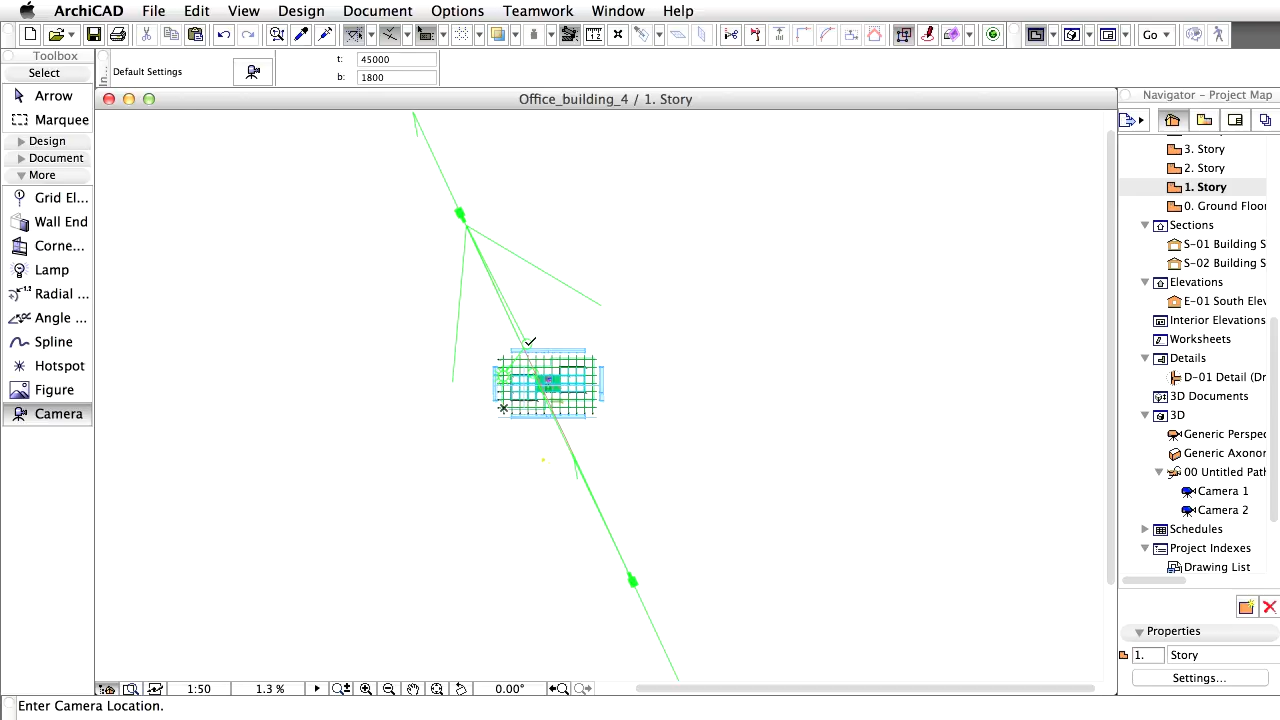 ArchiCAD File Edit View Design Document Options Teamwork Window Help
Go
Toolbox
Select
Arrow
Marquee
Design
Document
More
Grid El...
Wall End
Corne...
Lamp
Radial ...
Angle ...
Spline
Hotspot
Figure
Camera
Default Settings
t: 45000
b: 1800
Office_building_4 / 1. Story
Navigator - Project Map
3. Story
2. Story
1. Story
0. Ground Floor
Sections
S-01 Building S
S-02 Building S
Elevations
E-01 South Elev
Interior Elevations
Worksheets
Details
D-01 Detail (Dr
3D Documents
3D
Generic Perspe
Generic Axonor
00 Untitled Path
Camera 1
Camera 2
Schedules
Project Indexes
Drawing List
Properties
1. Story
Settings...
1:50 1.3 % 0.00°
Enter Camera Location.